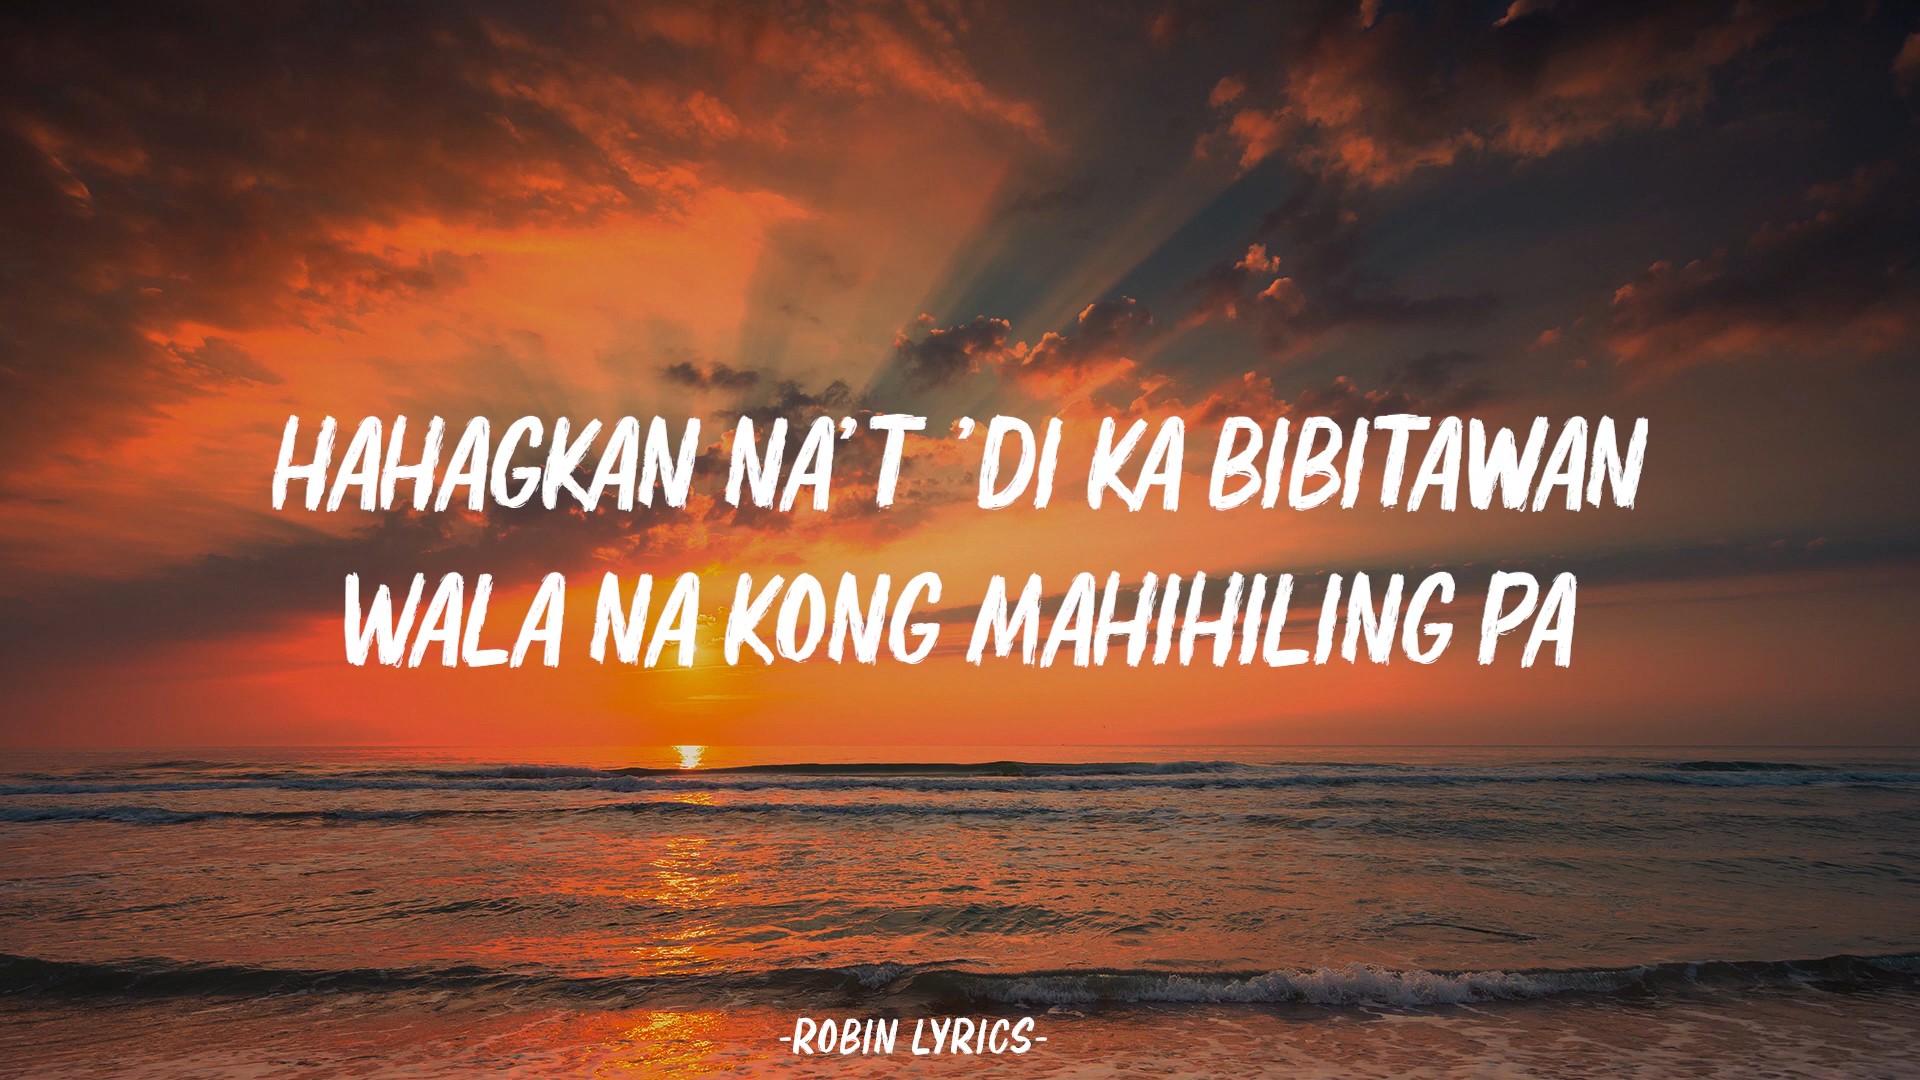 HAHAGKAN NA'T 'DI KA BIBITAWAN
WALA NA KONG MAHIHILING PA
-ROBIN LYRICS-